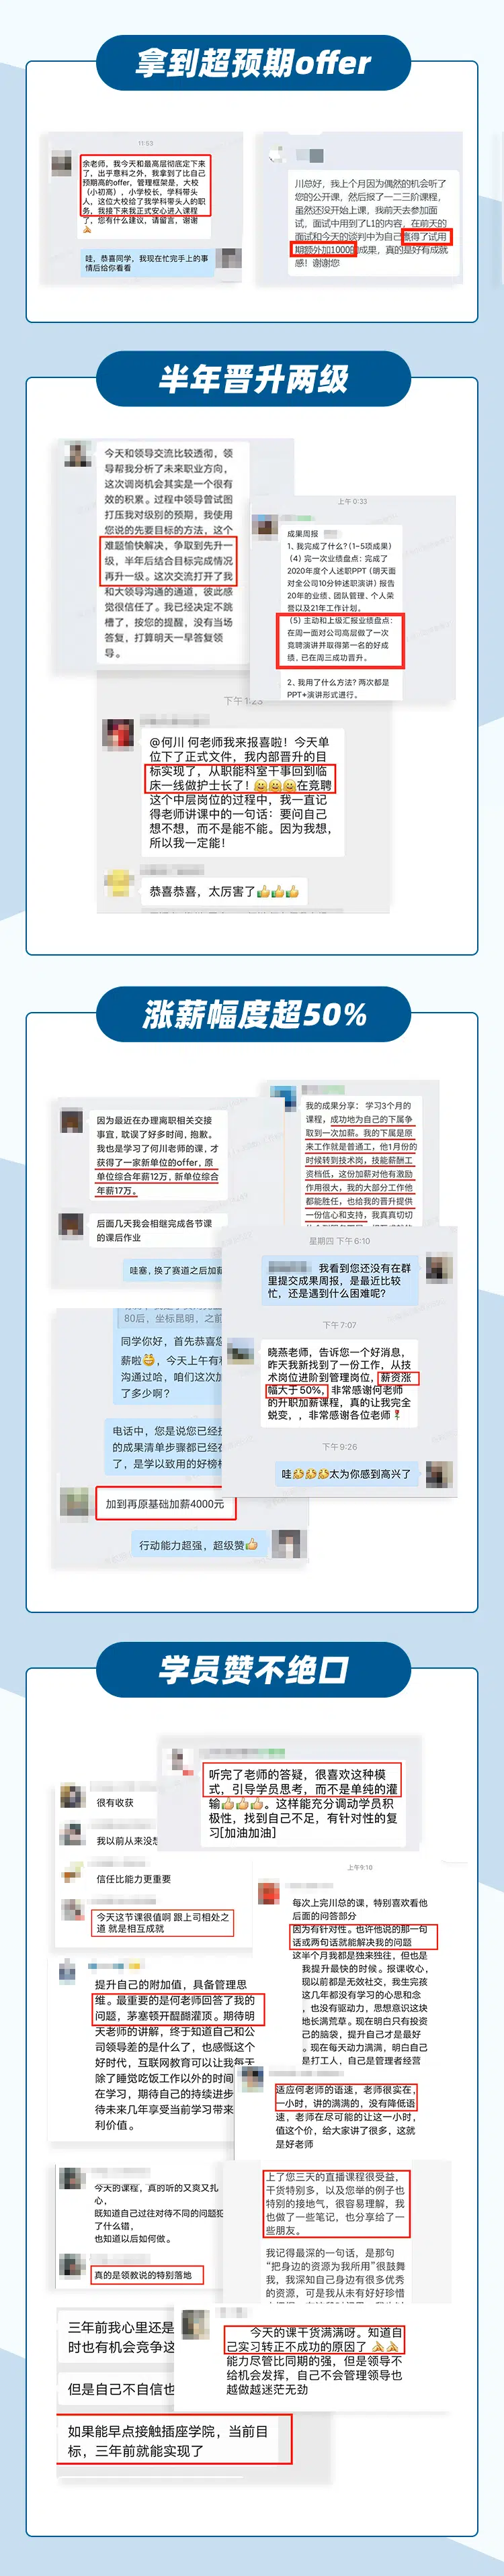 拿到超预期offer
11:53
余老师，我今天和最高层彻底定下来
了，出乎意料之外，我拿到了比自己
预期高的offer，管理框架是，大校
（小初高），小学校长，学科带头
人，这位大校给了我学科带头人的职
务，我接下来我正式安心进入课程
了，您有什么建议，请留言，谢谢
哇，恭喜同学，我现在忙完手上的事
情后给你看看
川总好，我上个月因为偶然的机会听了
您的公开课，然后报了一二三阶课程，
虽然还没开始上课，我前天去参加面
试，面试中用到了L1的内容，在前天的
面试和今天的谈判中为自己赢得了试用
期额外加1000的成果，真的是好有成就
感！谢谢您
半年晋升两级
今天和领导交流比较透彻，领
导帮我分析了未来职业方向，
这次调岗机会其实是一个很有
效的积累。过程中领导曾试图
打压我对级别的预期，我使用
您说的先要目标的方法，这个
难题愉快解决，争取到先升一
级，半年后结合目标完成情况
再升一级。这次交流打开了我
和大领导沟通的通道，彼此感
觉很信任了。我已经决定不跳
槽了，按您的提醒，没有当场
答复，打算明天一早答复领
导。
上午 0:33
成果周报
1、我完成了什么？(1-5项成果)
（4）完一次业绩盘点：完成了
2020年度个人述职PPT (明天面
对全公司10分钟述职演讲) 报告
20年的业绩、团队管理、个人荣
誉以及21年工作计划。
（5）主动和上级汇报业绩盘点：
在周一面对公司高层做了一次
竞聘演讲并取得第一名的好成
绩，已在周三成功晋升。
2、我用了什么方法？两次都是
PPT+演讲形式进行。
下午 1:23
@何川 何老师我来报喜啦！今天单
位下了正式文件，我内部晋升的目
标实现了，从职能科室干事回到临
床一线做护士长了！😀😀😀在竞聘
这个中层岗位的过程中，我一直记
得老师讲课中的一句话：要问自己
想不想，而不是能不能。因为我想，
所以我一定能！
恭喜恭喜，太厉害了👍👍👍
涨薪幅度超50%
因为最近在办理离职相关交接
事宜，耽误了好多时间，抱歉。
我也是学习了何川老师的课，才
获得了一家新单位的offer，原
单位综合年薪12万，新单位综合
年薪17万。
后面几天我会相继完成各节课
的课后作业
哇塞，换了赛道之后加薪
我的成果分享： 学习3个月的
课程，成功地为自己的下属争
取到一次加薪。我的下属是原
来工作就是普通工，他1月份的
时候转到技术岗，技能薪酬工
资档低，这份加薪对他有激励
作用很大，我的大部分工作他
都能胜任，也给我的晋升提供
一份信心和支持，我真真切切
星期四 下午 6:10
我看到您还没有在群
里提交成果周报，是最近比较
忙，还是遇到什么困难呢？
下午 7:07
晓燕老师，告诉您一个好消息，
昨天我新找到了一份工作，从技
术岗位进阶到管理岗位，薪资涨
幅大于50%，非常感谢何老师
的升职加薪课程，真的让我完全
蜕变，，非常感谢各位老师🌹
下午 9:26
哇🥳🥳🥳太为你感到高兴了
80后，坐标昆明，之前
同学你好，首先恭喜您
薪啦😄，今天上午有
沟通过哈，咱们这次加
了多少啊？
电话中，您是说您已经
的成果清单步骤都已经在
了，是学以致用的好榜样
加到再原基础加薪4000元
行动能力超强，超级赞👍
学员赞不绝口
听完了老师的答疑，很喜欢这种模
式，引导学员思考，而不是单纯的灌
输👍👍👍。这样能充分调动学员积
极性，找到自己不足，有针对性的复
习[加油加油]
很有收获
我以前从来没想
信任比能力更重要
今天这节课很值啊 跟上司相处之
道 就是相互成就
上午9:10
每次上完川总的课，特别喜欢看他
后面的问答部分
因为有针对性。也许他说的那一句
话或两句话就能解决我的问题
这半个月我都是独来独往，但也是
我提升最快的时候。报课收心，
现以前都是无效社交，我生完孩
这几年都没有学习的心思和念
，也没有驱动力，思想意识这块
地长满荒草。现在明白只有投资
己的脑袋，提升自己才是最好
。现在每天动力满满，明白自己
是打工人，自己是管理者经营
提升自己的附加值，具备管理思
维。最重要的是何老师回答了我的
问题，茅塞顿开醍醐灌顶。期待明
天老师的讲解，终于知道自己和公
司领导差的是什么了，也感慨这个
好时代，互联网教育可以让我每天
除了睡觉吃饭工作以外的时间
在学习，期待自己的持续进步
待未来几年享受当前学习带来
利价值。
适应何老师的语速，老师很实在，
一小时，讲的满满的，没有降低语
速，老师在尽可能的让这一小时，
值这个价，给大家讲了很多，这就
是好老师
今天的课程，真的听的又爽又扎
心，
既知道自己过往对待不同的问题犯
了什么错，
也知道以后如何做。
真的是领教说的特别落地
上了您三天的直播课程很受益，
干货特别多，以及您举的例子也
特别的接地气，很容易理解，我
也做了一些笔记，也分享给了一
些朋友。
我记得最深的一句话，是那句
“把身边的资源为我所用”很鼓舞
我，我深知自己身边有很多优秀
的资源，可是我从未有好好珍惜
三年前我心里还是
时也有机会竞争这
但是自己不自信也
今天的课干货满满呀。知道自
己实习转正不成功的原因了
能力尽管比同期的强，但是领导不
给机会发挥，自己不会管理领导也
越做越迷茫无劲
如果能早点接触插座学院，当前目
标，三年前就能实现了